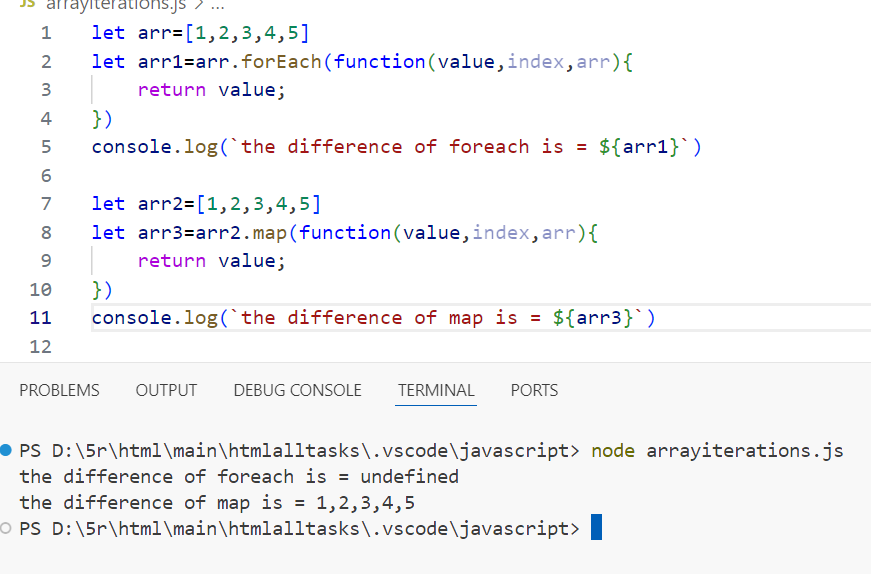 JS arrayiterations.js > ...
1 let arr=[1,2,3,4,5]
2 let arr1=arr.forEach(function(value,index,arr){
3 return value;
4 })
5 console.log(`the difference of foreach is = ${arr1}`)
6
7 let arr2=[1,2,3,4,5]
8 let arr3=arr2.map(function(value,index,arr){
9 return value;
10 })
11 console.log(`the difference of map is = ${arr3}`)
12
PROBLEMS OUTPUT DEBUG CONSOLE TERMINAL PORTS
PS D:\5r\html\main\htmlalltasks\.vscode\javascript> node arrayiterations.js
the difference of foreach is = undefined
the difference of map is = 1,2,3,4,5
PS D:\5r\html\main\htmlalltasks\.vscode\javascript>